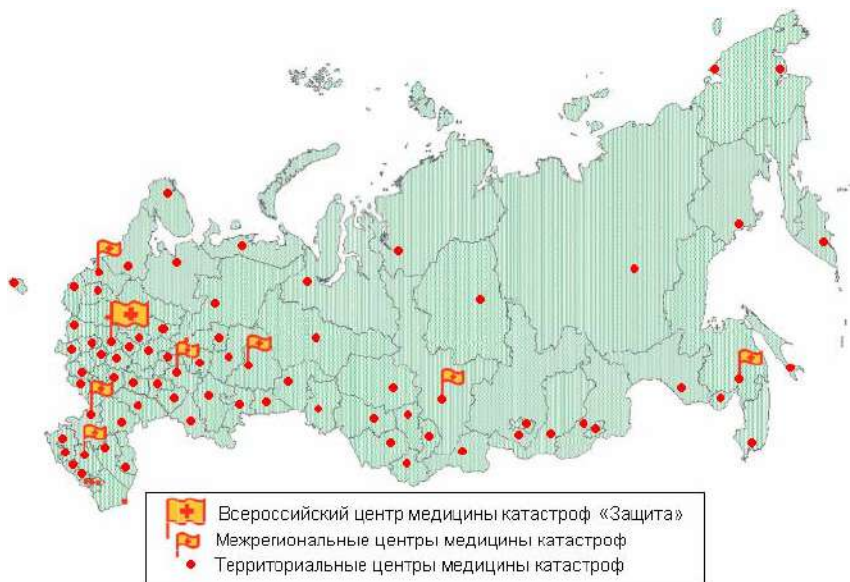 Всероссийский центр медицины катастроф «Защита»
Межрегиональные центры медицины катастроф
Территориальные центры медицины катастроф